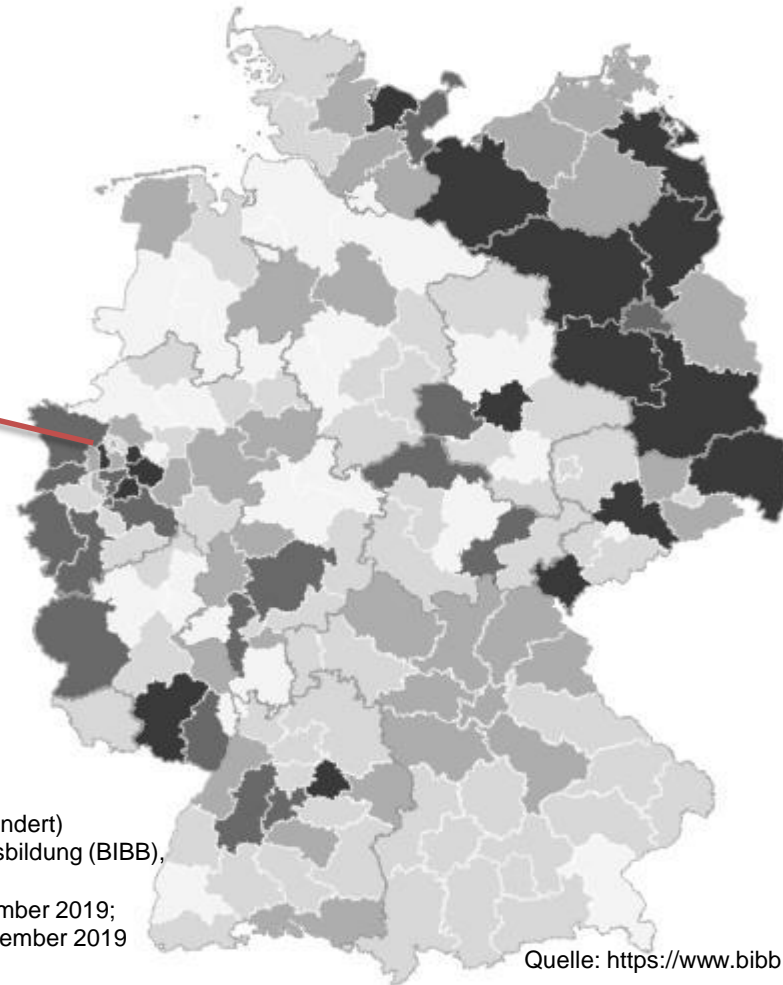 ndert)
sbildung (BIBB),
mber 2019;
ember 2019
Quelle: https://www.bibb